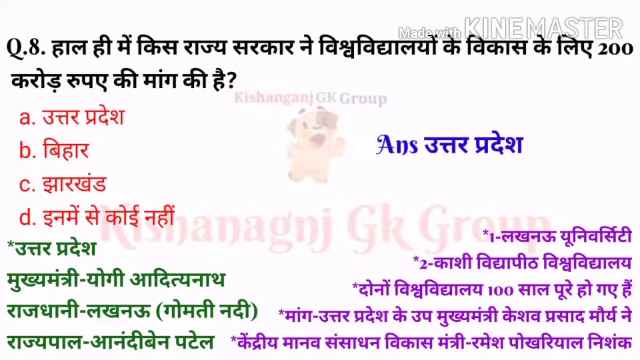 Made with KINEMASTER
Q.8. हाल ही में किस राज्य सरकार ने विश्वविद्यालयों के विकास के लिए 200
करोड़ रुपए की मांग की है?
Kishanganj GK Group
a. उत्तर प्रदेश
Ans उत्तर प्रदेश
b. बिहार
c. झारखंड
d. इनमें से कोई नहीं
Kishanagnj Gk Group
*1-लखनऊ यूनिवर्सिटी
*उत्तर प्रदेश
*2-काशी विद्यापीठ विश्वविद्यालय
मुख्यमंत्री-योगी आदित्यनाथ
*दोनों विश्वविद्यालय 100 साल पूरे हो गए हैं
राजधानी-लखनऊ (गोमती नदी)
*मांग-उत्तर प्रदेश के उप मुख्यमंत्री केशव प्रसाद मौर्य ने
राज्यपाल-आनंदीबेन पटेल
*केंद्रीय मानव संसाधन विकास मंत्री-रमेश पोखरियाल निशंक